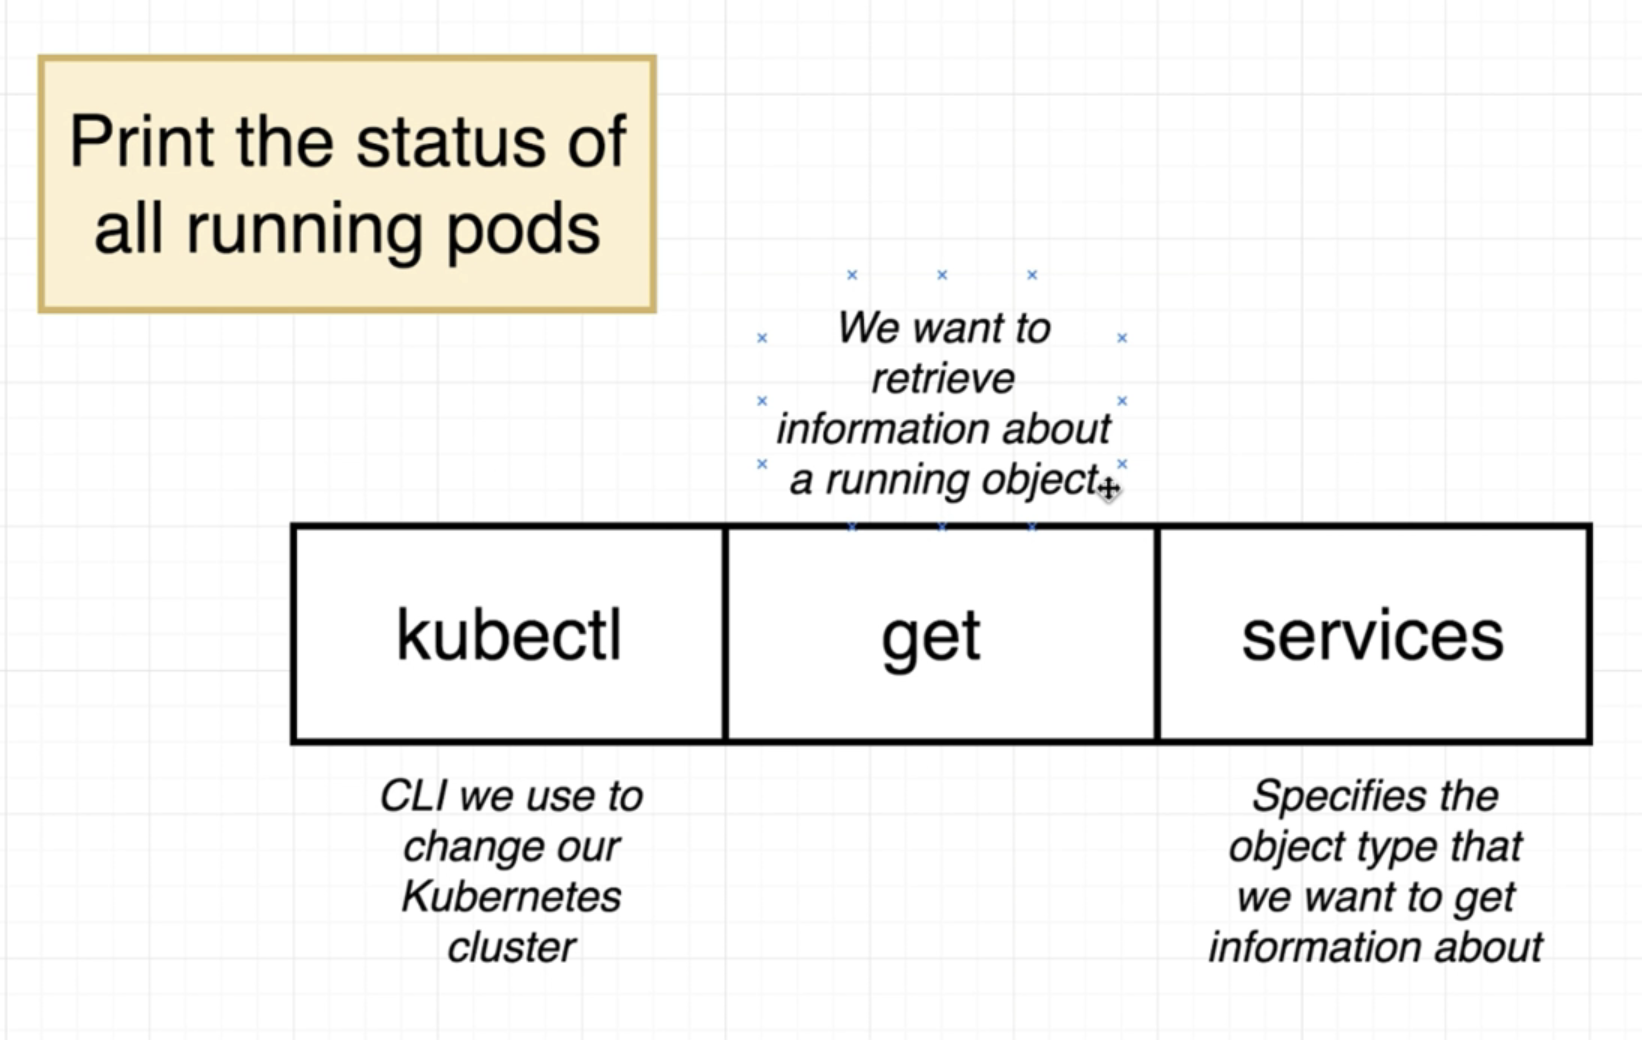 Print the status of
all running pods
We want to
retrieve
information about
a running object
kubectl
get
services
CLI we use to
change our
Kubernetes
cluster
Specifies the
object type that
we want to get
information about